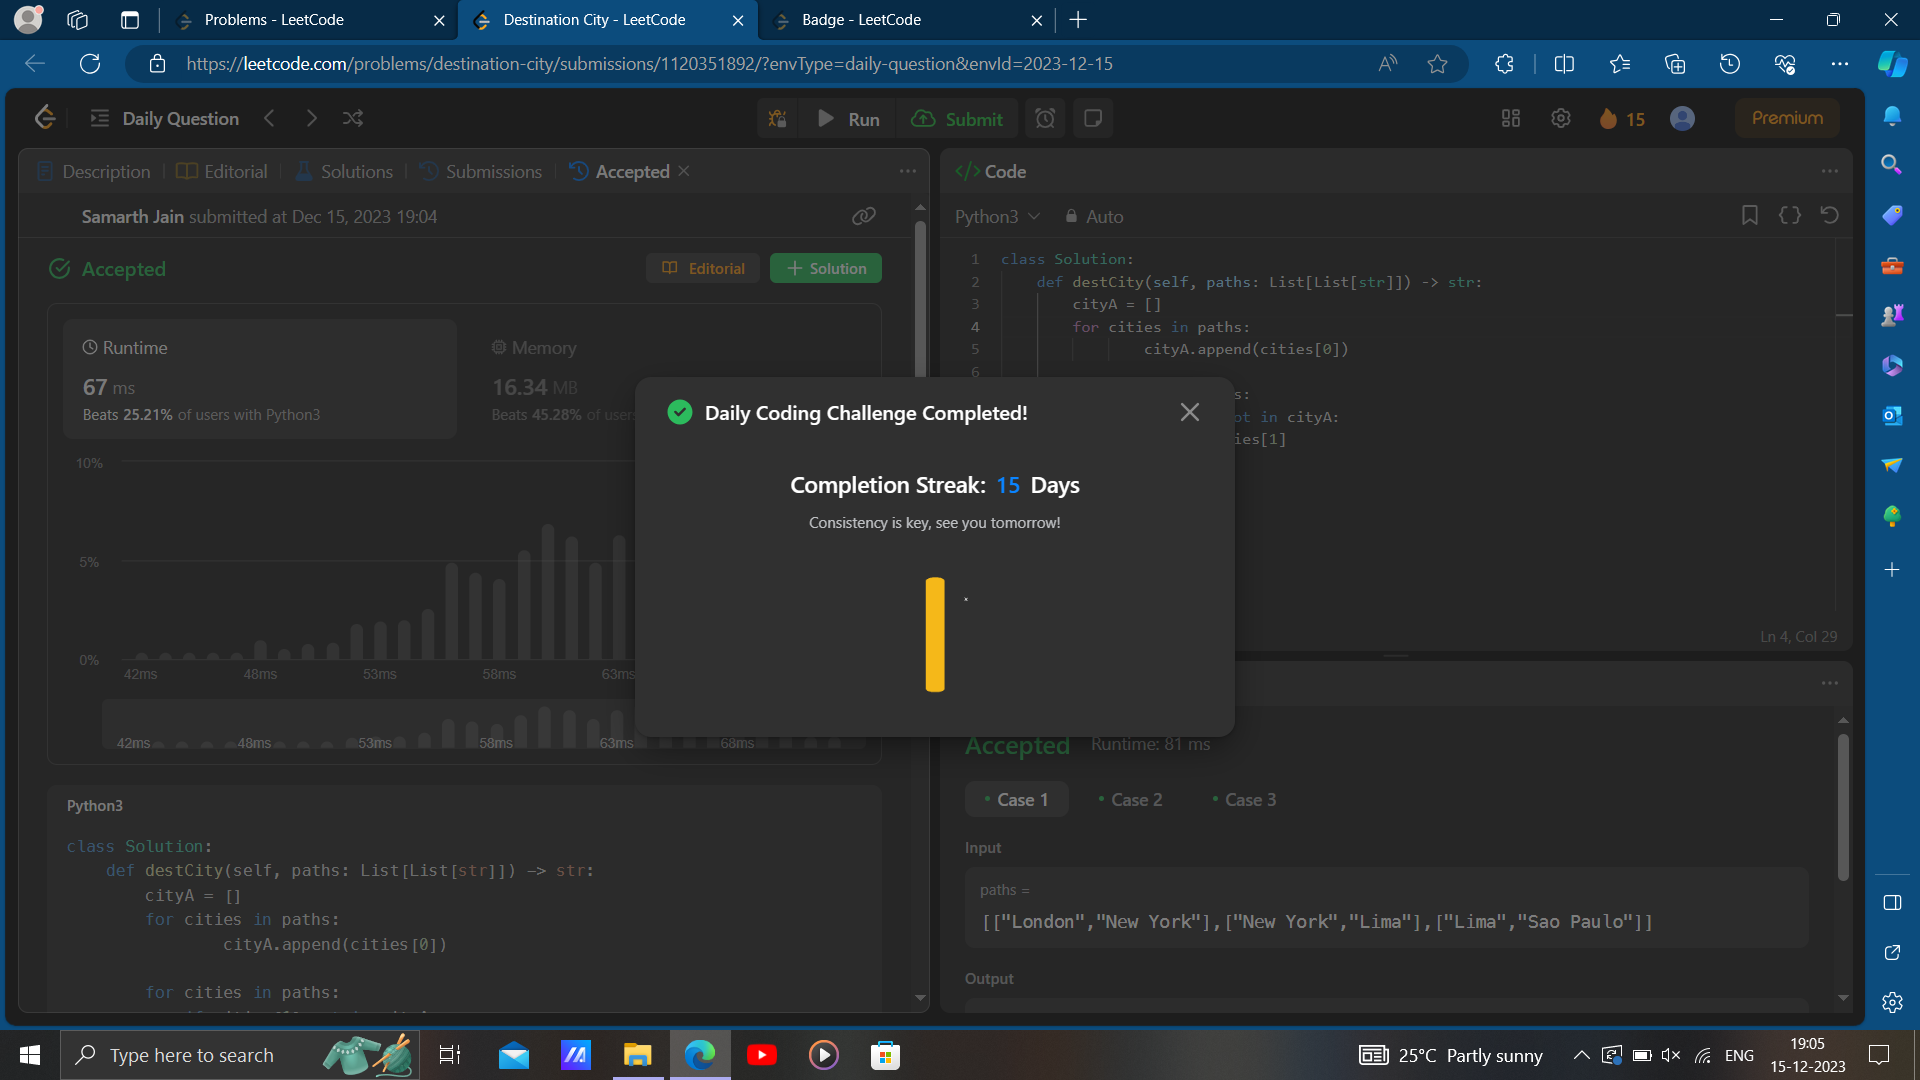 Problems - LeetCode
Destination City - LeetCode
Badge - LeetCode
https://leetcode.com/problems/destination-city/submissions/1120351892/?envType=daily-question&envId=2023-12-15
Daily Question
Run
Submit
15
Premium
Description
Editorial
Solutions
Submissions
Accepted
Samarth Jain submitted at Dec 15, 2023 19:04
Accepted
Editorial
Solution
Runtime
67 ms
Beats 25.21% of users with Python3
Memory
16.34 MB
Beats 45.28% of users
10%
5%
0%
42ms 48ms 53ms 58ms 63ms
42ms 48ms 53ms 58ms 63ms 68ms
Python3
class Solution:
def destCity(self, paths: List[List[str]]) -> str:
cityA = []
for cities in paths:
cityA.append(cities[0])
for cities in paths:
Code
Python3
Auto
1 class Solution:
2 def destCity(self, paths: List[List[str]]) -> str:
3 cityA = []
4 for cities in paths:
5 cityA.append(cities[0])
6
s:
ot in cityA:
ies[1]
Ln 4, Col 29
Daily Coding Challenge Completed!
Completion Streak: 15 Days
Consistency is key, see you tomorrow!
Accepted
Runtime: 81 ms
Case 1
Case 2
Case 3
Input
paths =
[["London","New York"],["New York","Lima"],["Lima","Sao Paulo"]]
Output
Type here to search
25°C Partly sunny
ENG
19:05
15-12-2023